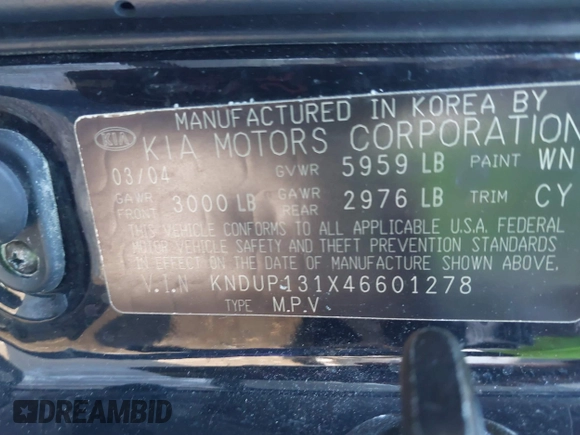 MANUFACTURED IN KOREA BY
KIA KIA MOTORS CORPORATION
03/04 GVWR 5959 LB PAINT WN
GAWR FRONT 3000 LB GAWR REAR 2976 LB TRIM CY
THIS VEHICLE CONFORMS TO ALL APPLICABLE U.S.A. FEDERAL
MOTOR VEHICLE SAFETY AND THEFT PREVENTION STANDARDS
IN EFFECT ON THE DATE OF MANUFACTURE SHOWN ABOVE.
V.I.N KNDUP131X46601278
TYPE M.P.V
DREAMBID